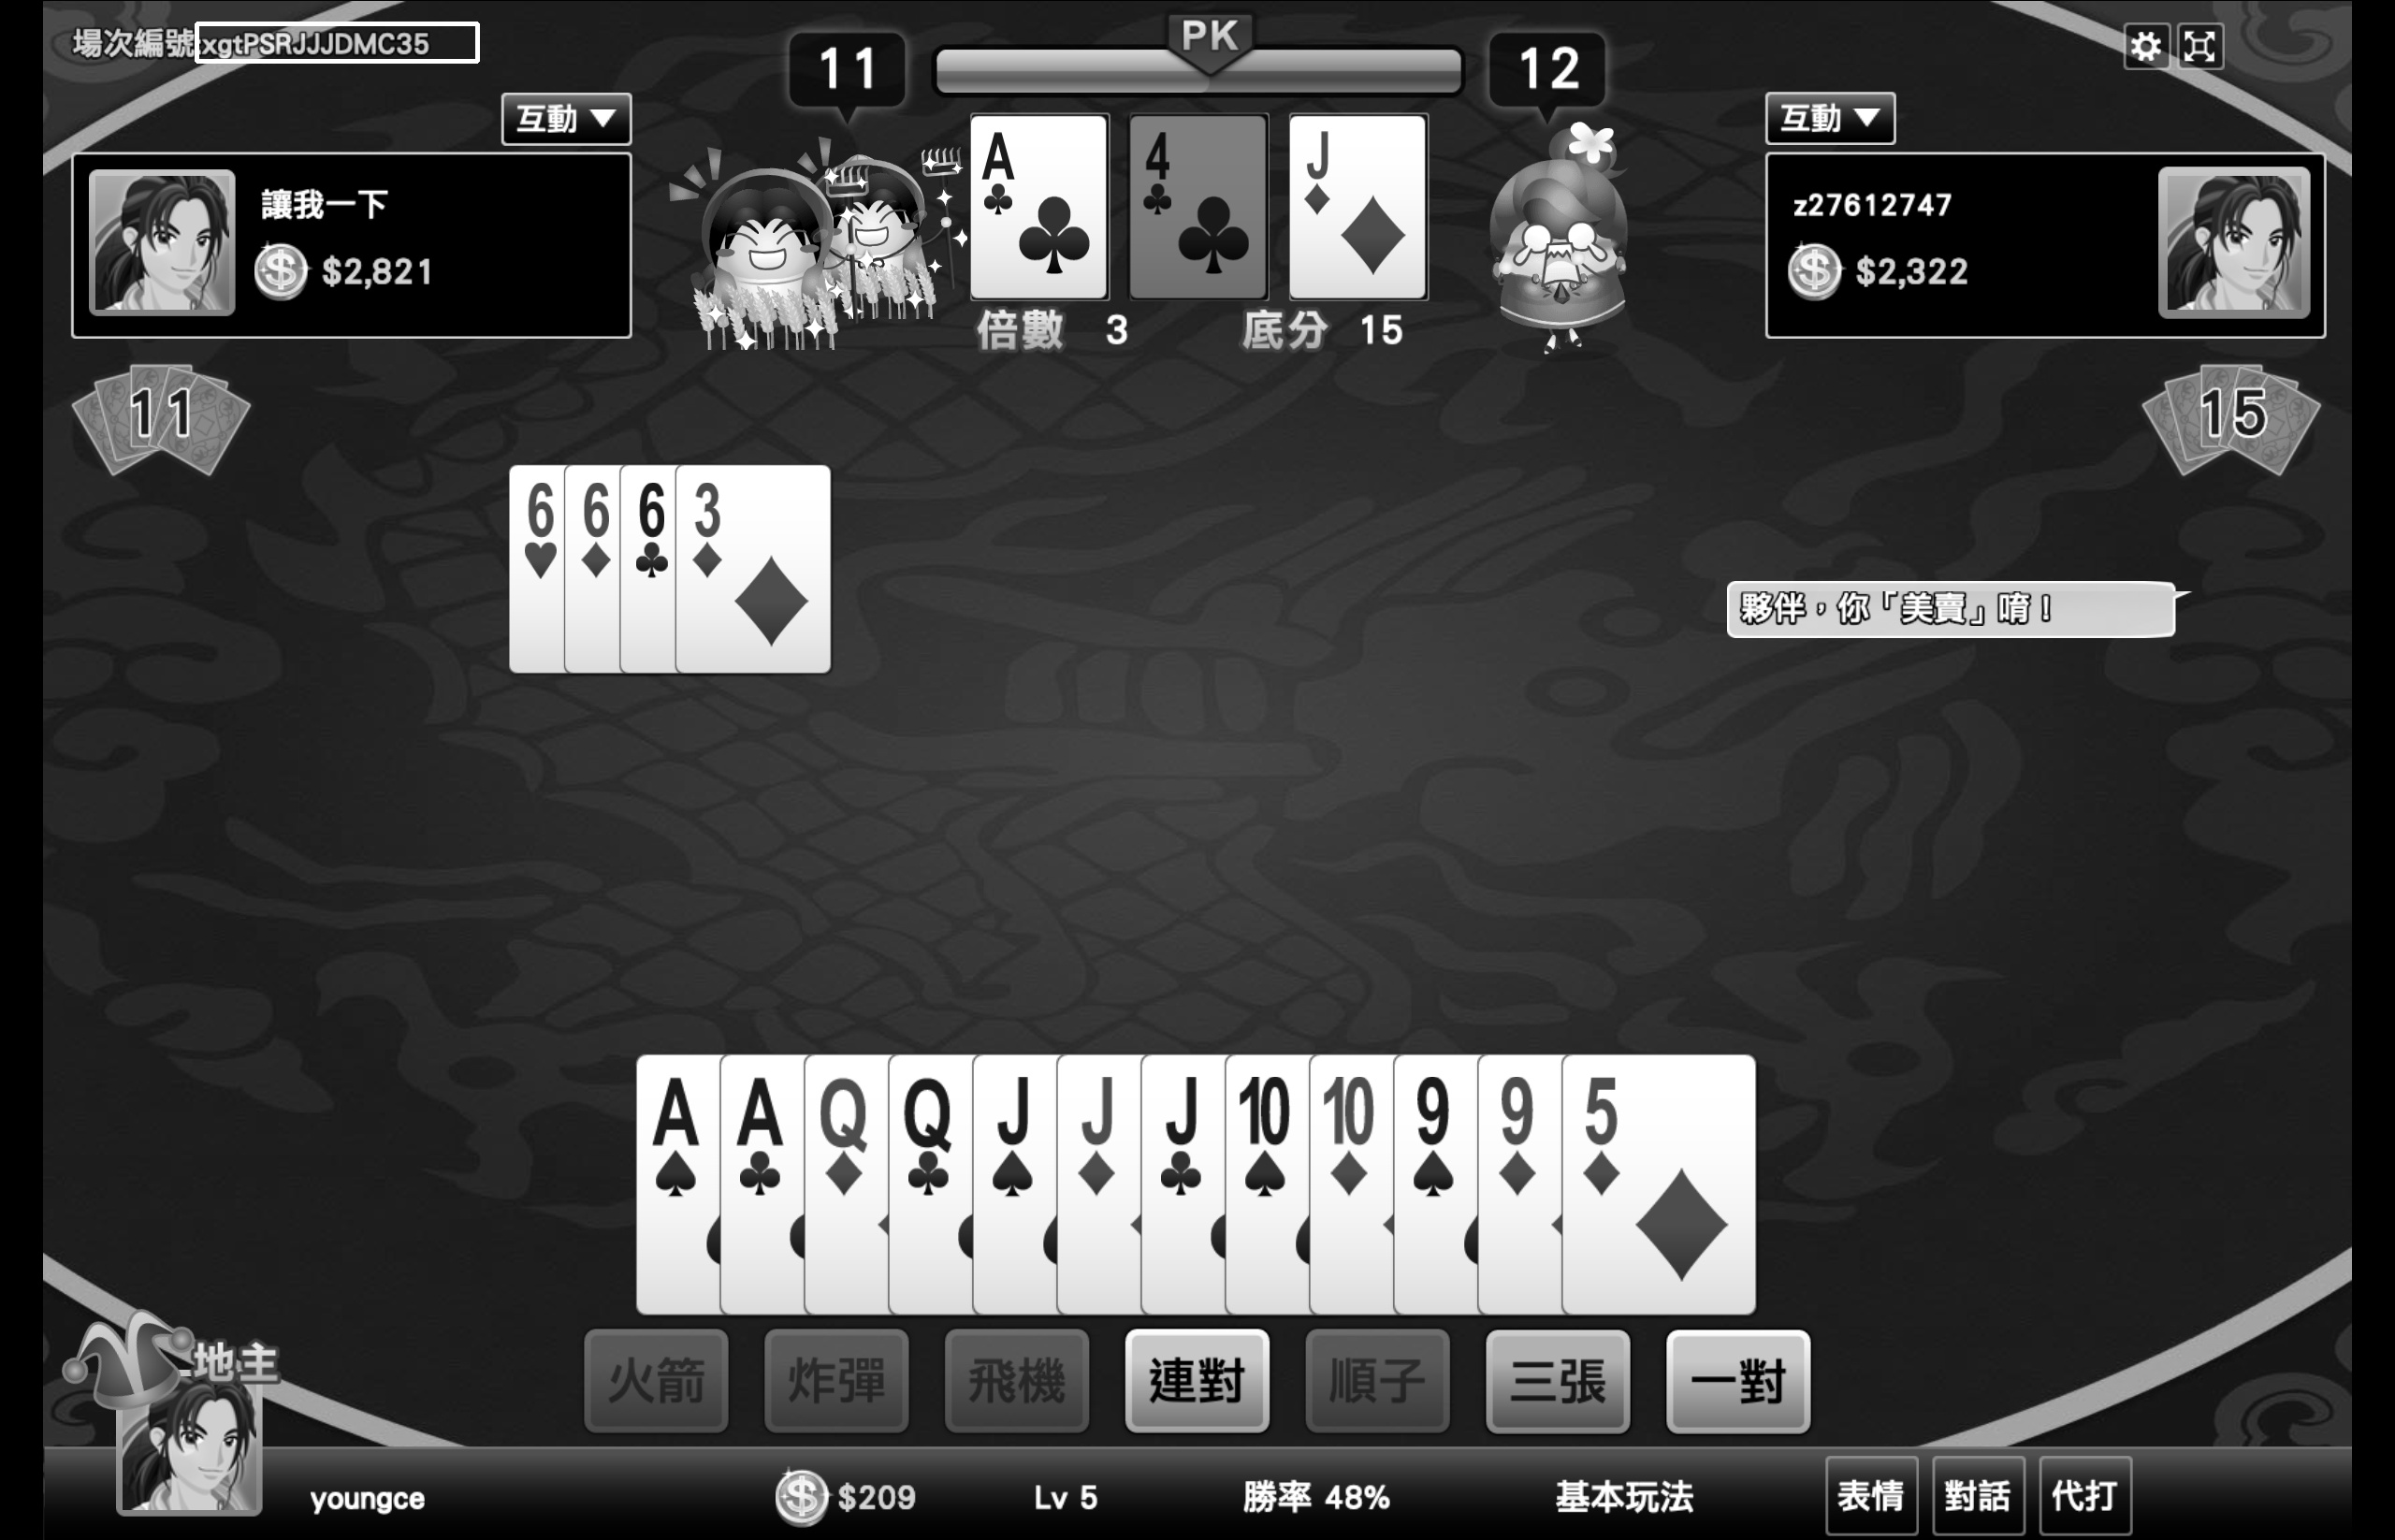 場次編號:xgtPSRJJJDMC35
11
PK
12
互動▼
互動▼
讓我一下
$2,821
A
4
J
z27612747
$2,322
倍數 3
底分 15
11
15
6 6 6 3
夥伴,你「美賣」唷!
A A Q Q J J J 10 10 9 9 5
地主
火箭
炸彈
飛機
連對
順子
三張
一對
youngce
$209
Lv 5
勝率 48%
基本玩法
表情
對話
代打